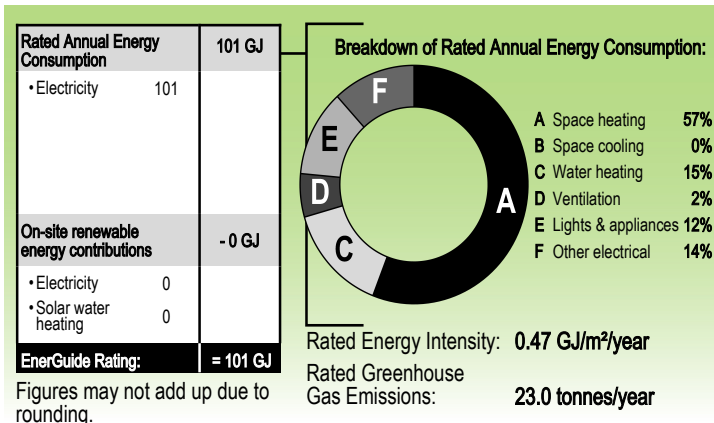 Rated Annual Energy
Consumption
101 GJ
• Electricity 101
On-site renewable
energy contributions
- 0 GJ
• Electricity 0
• Solar water
heating
0
EnerGuide Rating: = 101 GJ
Figures may not add up due to
rounding.
Breakdown of Rated Annual Energy Consumption:
A
B
C
D
E
F
A Space heating 57%
B Space cooling 0%
C Water heating 15%
D Ventilation 2%
E Lights & appliances 12%
F Other electrical 14%
Rated Energy Intensity: 0.47 GJ/m²/year
Rated Greenhouse
Gas Emissions: 23.0 tonnes/year